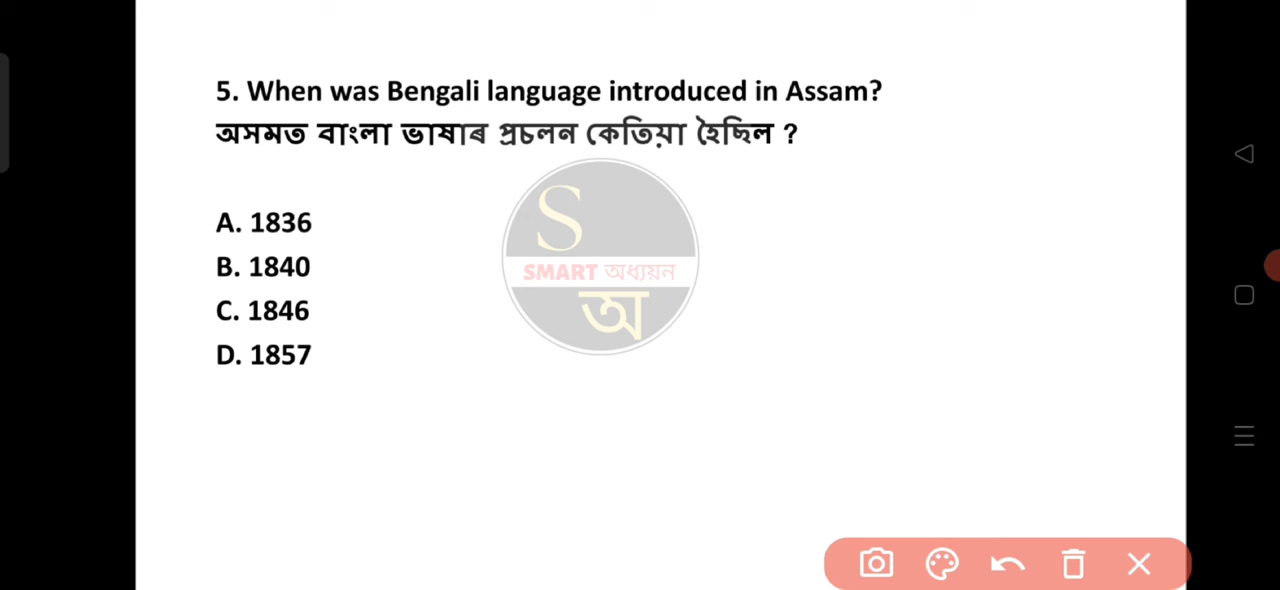 5. When was Bengali language introduced in Assam?
অসমত বাংলা ভাষাৰ প্ৰচলন কেতিয়া হৈছিল ?
A. 1836
B. 1840
C. 1846
D. 1857
S
SMART অধ্যয়ন
অ